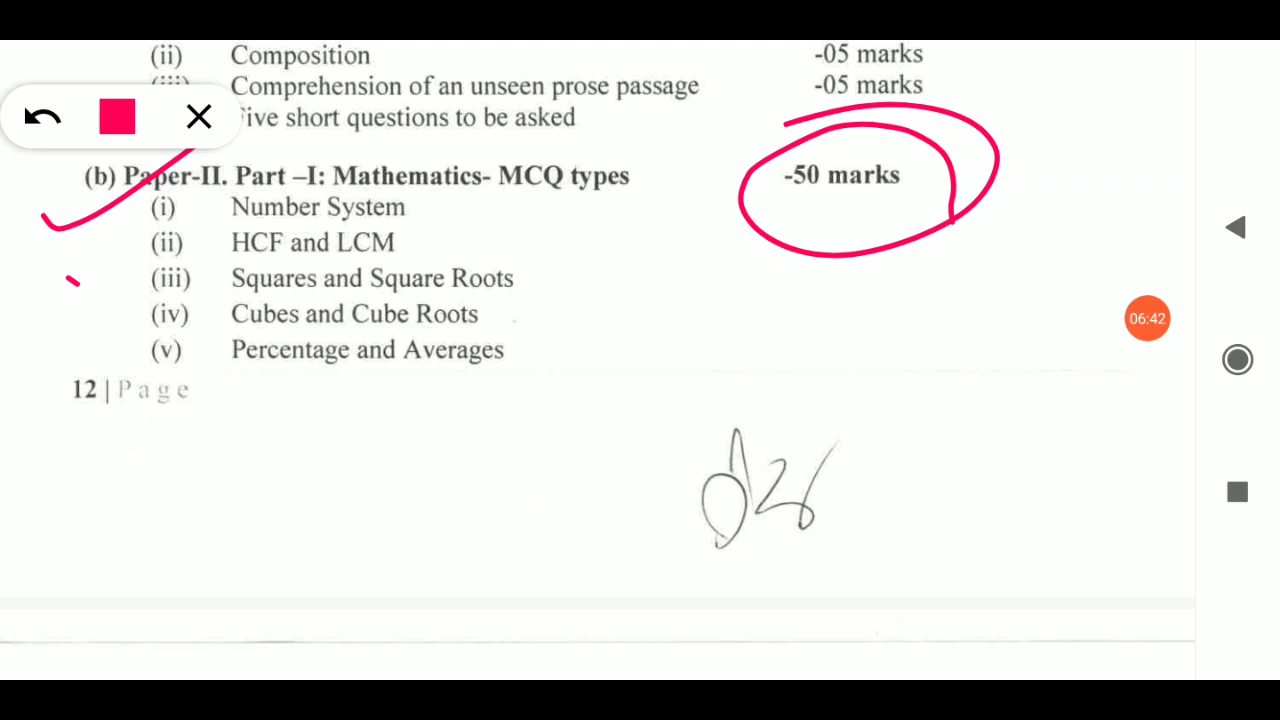 (ii) Composition -05 marks
Comprehension of an unseen prose passage -05 marks
Five short questions to be asked
(b) Paper-II. Part –I: Mathematics- MCQ types -50 marks
(i) Number System
(ii) HCF and LCM
(iii) Squares and Square Roots
(iv) Cubes and Cube Roots
(v) Percentage and Averages
12 | P a g e
06:42